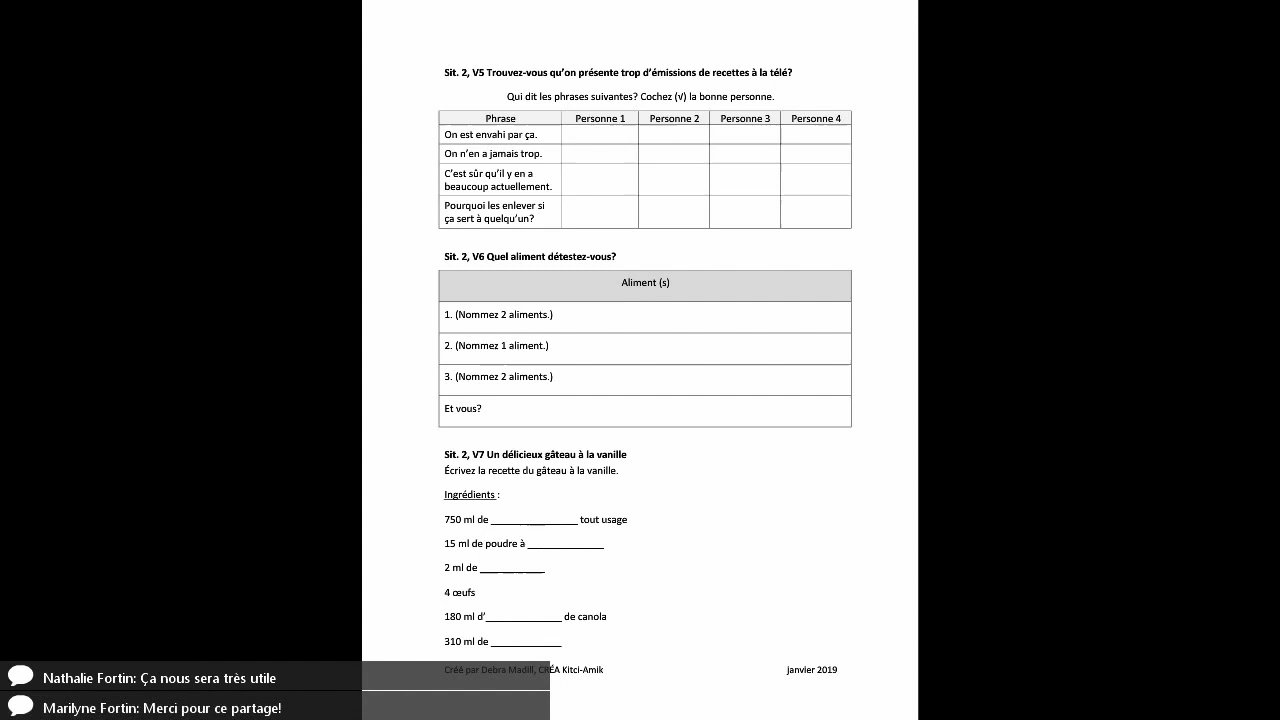 Sit. 2, V5 Trouvez-vous qu’on présente trop d’émissions de recettes à la télé?
Qui dit les phrases suivantes? Cochez (√) la bonne personne.
Phrase Personne 1 Personne 2 Personne 3 Personne 4
On est envahi par ça.
On n’en a jamais trop.
C’est sûr qu’il y en a
beaucoup actuellement.
Pourquoi les enlever si
ça sert à quelqu’un?
Sit. 2, V6 Quel aliment détestez-vous?
Aliment (s)
1. (Nommez 2 aliments.)
2. (Nommez 1 aliment.)
3. (Nommez 2 aliments.)
Et vous?
Sit. 2, V7 Un délicieux gâteau à la vanille
Écrivez la recette du gâteau à la vanille.
Ingrédients :
750 ml de ________________ tout usage
15 ml de poudre à ______________
2 ml de ____________
4 œufs
180 ml d’______________ de canola
310 ml de _____________
Créé par Debra Madill, CRÉA Kitci-Amik janvier 2019
Nathalie Fortin: Ça nous sera très utile
Marilyne Fortin: Merci pour ce partage!